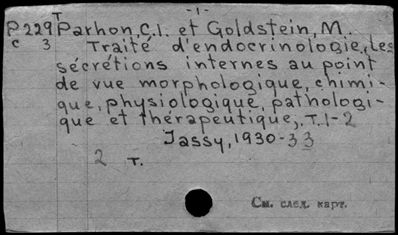 -1-
P229 T Parhon, C.I. et Goldstein, M.
c 3 Traité d'endocrinologie, Les
sécrétions internes au point
de vue morphologique, chimi-
que, physiologique, pathologi-
que et thérapeutique, T.1-2
Jassy, 1930-33
2 т.
См. след. карт.